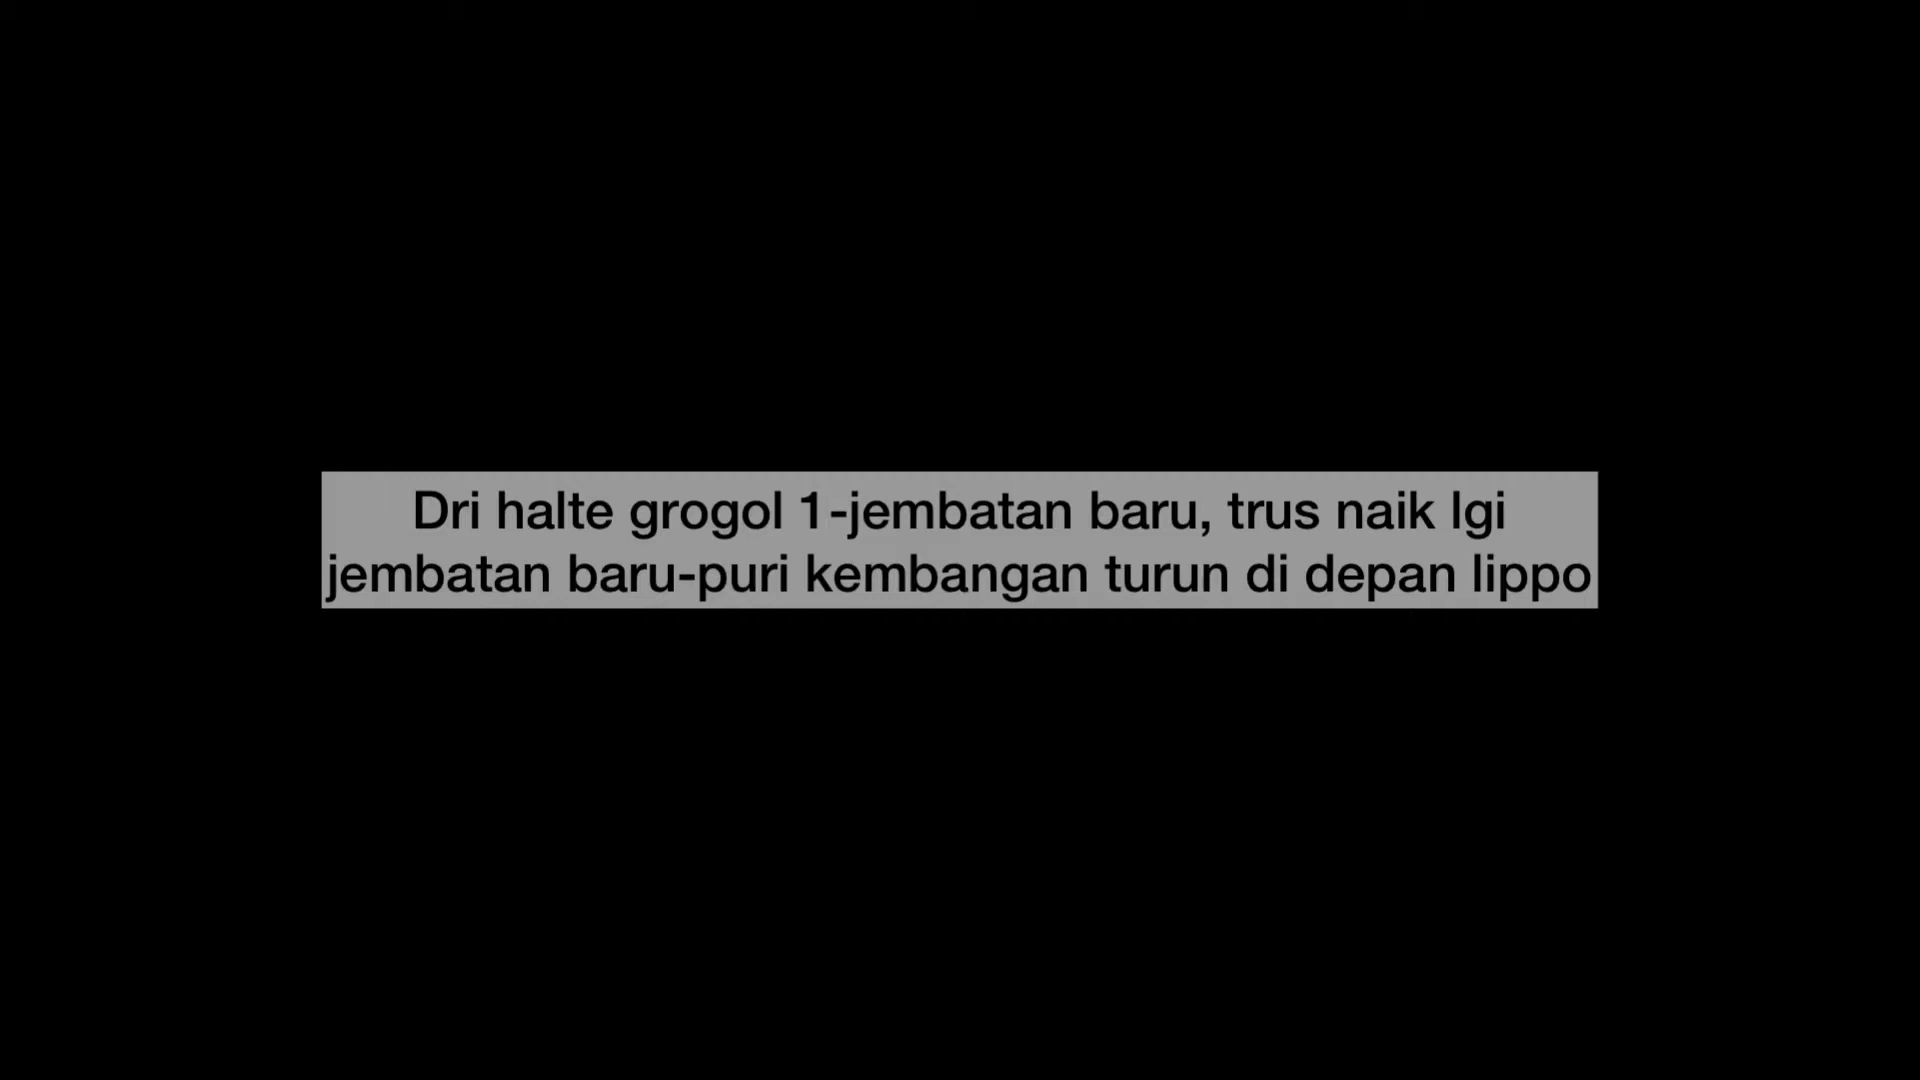 Dri halte grogol 1-jembatan baru, trus naik lgi
jembatan baru-puri kembangan turun di depan lippo